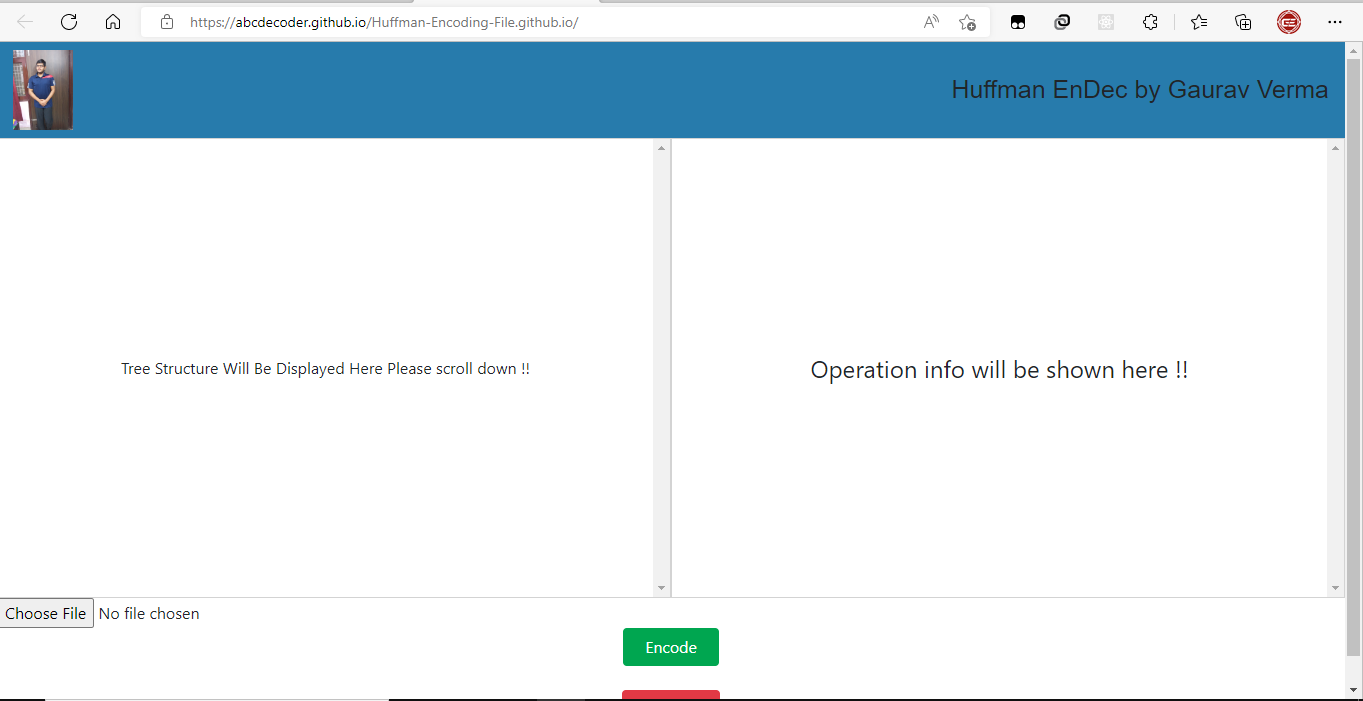 https://abcdecoder.github.io/Huffman-Encoding-File.github.io/
Huffman EnDec by Gaurav Verma
Tree Structure Will Be Displayed Here Please scroll down !!
Operation info will be shown here !!
Choose File No file chosen
Encode